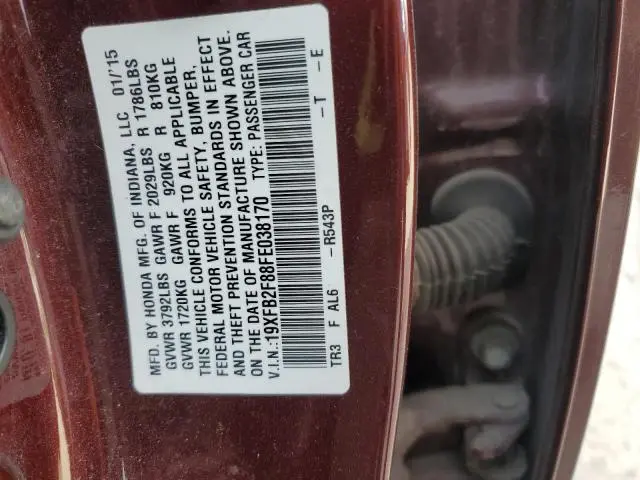 MFD. BY HONDA MFG. OF INDIANA, LLC 01/'15
GVWR 3792LBS GAWR F 2029LBS R 1786LBS
GVWR 1720KG GAWR F 920KG R 810KG
THIS VEHICLE CONFORMS TO ALL APPLICABLE
FEDERAL MOTOR VEHICLE SAFETY, BUMPER,
AND THEFT PREVENTION STANDARDS IN EFFECT
ON THE DATE OF MANUFACTURE SHOWN ABOVE.
V.I.N.:19XFB2F88FE038170 TYPE: PASSENGER CAR
TR3 F AL6 -R543P -T -E